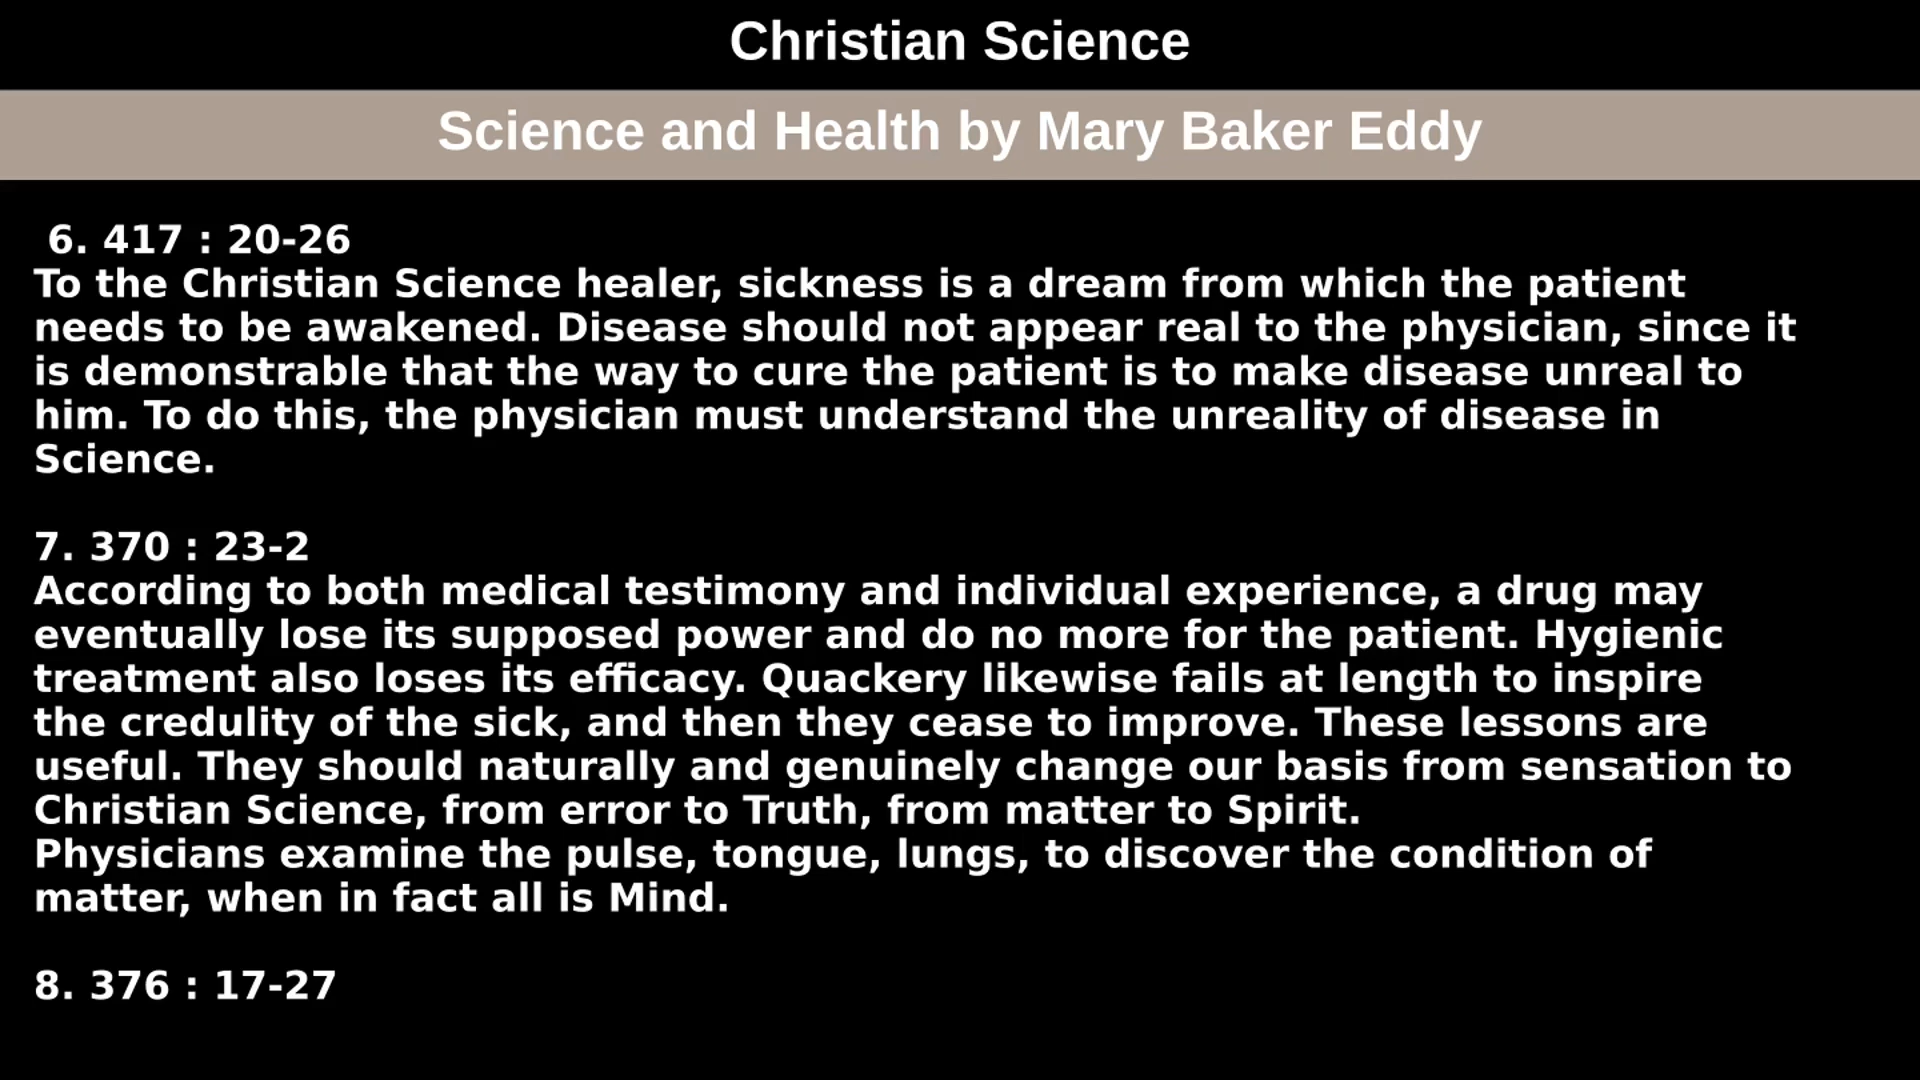 Christian Science
Science and Health by Mary Baker Eddy
6. 417 : 20-26
To the Christian Science healer, sickness is a dream from which the patient
needs to be awakened. Disease should not appear real to the physician, since it
is demonstrable that the way to cure the patient is to make disease unreal to
him. To do this, the physician must understand the unreality of disease in
Science.
7. 370 : 23-2
According to both medical testimony and individual experience, a drug may
eventually lose its supposed power and do no more for the patient. Hygienic
treatment also loses its efficacy. Quackery likewise fails at length to inspire
the credulity of the sick, and then they cease to improve. These lessons are
useful. They should naturally and genuinely change our basis from sensation to
Christian Science, from error to Truth, from matter to Spirit.
Physicians examine the pulse, tongue, lungs, to discover the condition of
matter, when in fact all is Mind.
8. 376 : 17-27